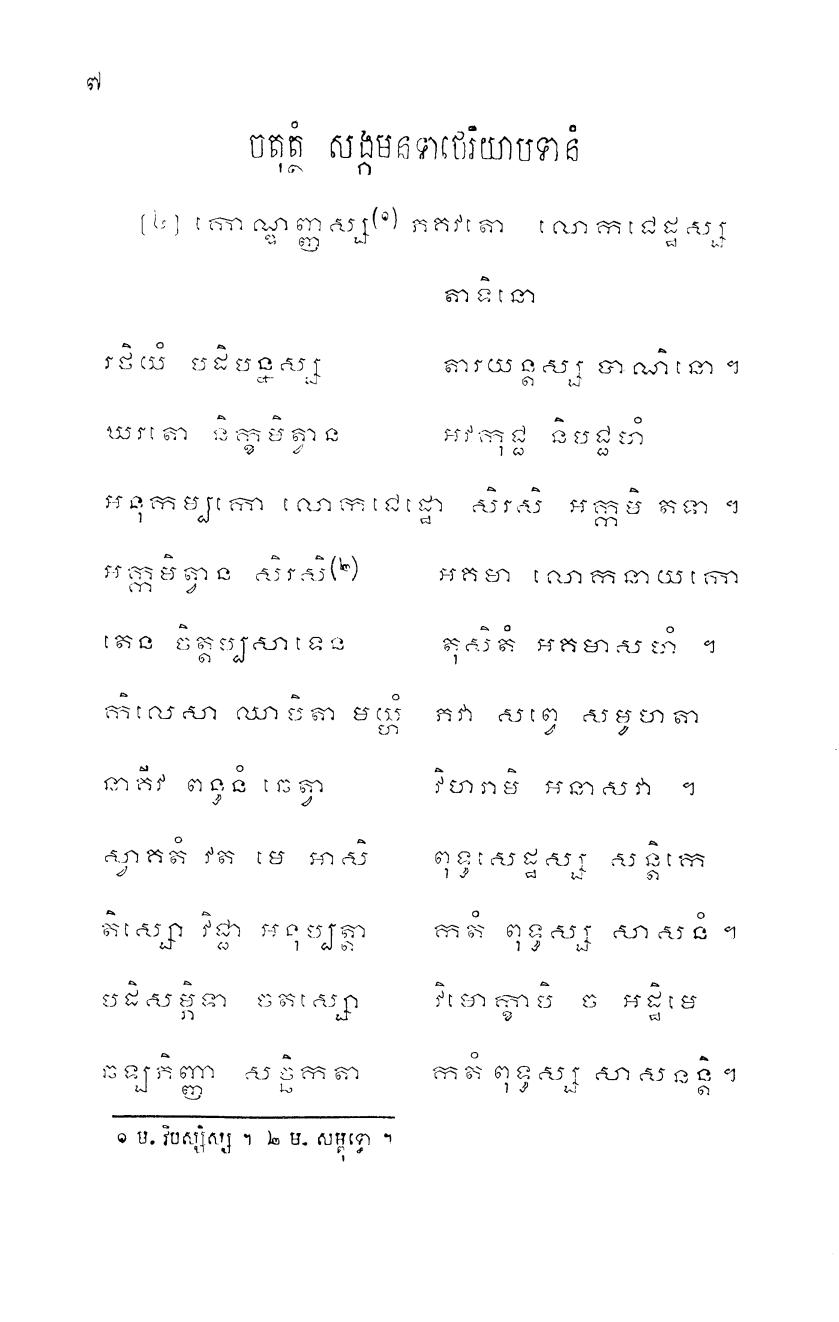 ៧
ចតុត្ថំ សង្កមនទាថេរិយាបទានំ
[៤] កោណ្ឌញ្ញស្ស(១) ភគវតោ លោកជេដ្ឋស្ស
តាទិនោ
រថិយំ បដិបន្នស្ស តារយន្តស្ស បាណិនោ ។
ឃរតោ និក្ខមិត្វាន អវកុជ្ជ និបជ្ជហំ
អនុកម្បកោ លោកជេដ្ឋោ សិរសិ អក្កមិ តទា ។
អក្កមិត្វាន សិរសិ(២) អគមា លោកនាយកោ
តេន ចិត្តប្បសាទេន តុសិតំ អគមាសហំ ។
កិលេសា ឈាបិតា មយ្ហំ ភវា សព្វេ សមូហតា
នាគីវ ពន្ធនំ ឆេត្វា វិហរាមិ អនាសវា ។
ស្វាគតំ វត មេ អាសិ ពុទ្ធសេដ្ឋស្ស សន្តិកេ
តិស្សោ វិជ្ជា អនុប្បត្តា កតំ ពុទ្ធស្ស សាសនំ ។
បដិសម្ភិទា ចតស្សោ វិមោក្ខាបិ ច អដ្ឋិមេ
ឆឡភិញ្ញា សច្ឆិកតា កតំ ពុទ្ធស្ស សាសនន្តិ ។
១ ម. វិបស្សិស្ស ។ ២ ម. សម្ពុទ្ធោ ។